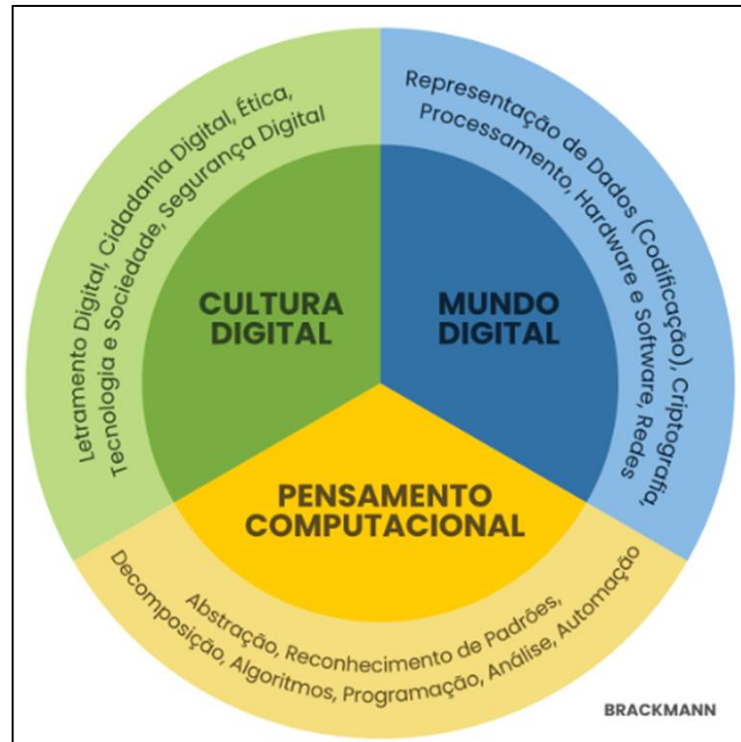 Letramento Digital, Cidadania Digital, Ética,
Tecnologia e Sociedade, Segurança Digital
CULTURA
DIGITAL
Representação de Dados (Codificação), Criptografia,
Processamento, Hardware e Software, Redes
MUNDO
DIGITAL
PENSAMENTO
COMPUTACIONAL
Abstração, Reconhecimento de Padrões,
Decomposição, Algoritmos, Programação, Análise, Automação
BRACKMANN